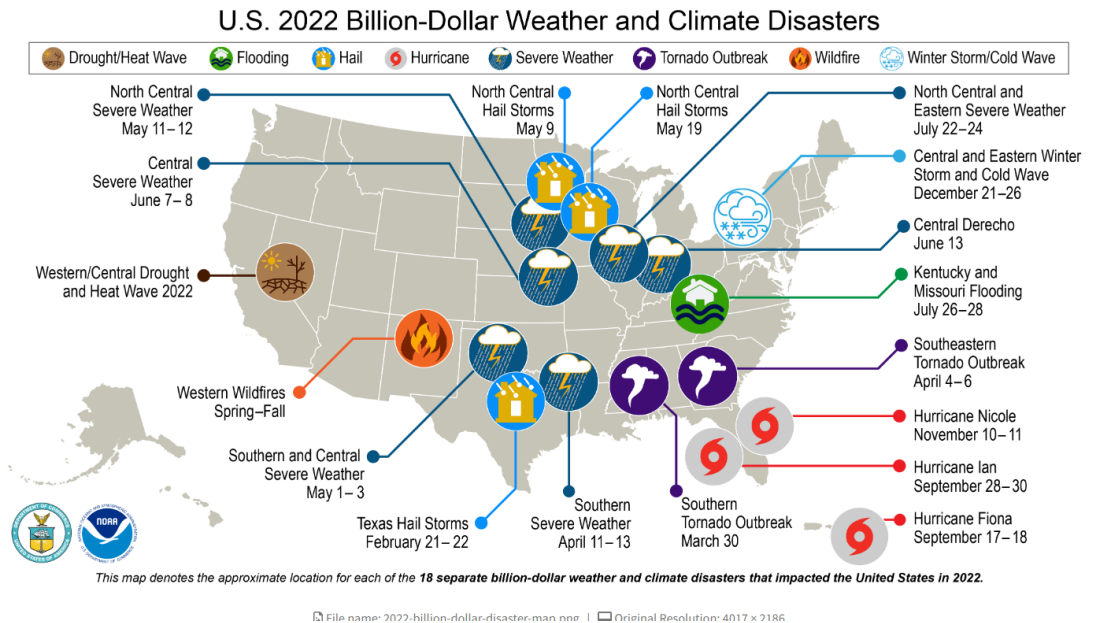 U.S. 2022 Billion-Dollar Weather and Climate Disasters
Drought/Heat Wave
Flooding
Hail
Hurricane
Severe Weather
Tornado Outbreak
Wildfire
Winter Storm/Cold Wave
North Central
Severe Weather
May 11–12
Central
Severe Weather
June 7–8
Western/Central Drought
and Heat Wave 2022
Western Wildfires
Spring–Fall
Southern and Central
Severe Weather
May 1–3
Texas Hail Storms
February 21–22
North Central
Hail Storms
May 9
North Central
Hail Storms
May 19
North Central and
Eastern Severe Weather
July 22–24
Central and Eastern Winter
Storm and Cold Wave
December 21–26
Central Derecho
June 13
Kentucky and
Missouri Flooding
July 26–28
Southeastern
Tornado Outbreak
April 4–6
Hurricane Nicole
November 10–11
Hurricane Ian
September 28–30
Hurricane Fiona
September 17–18
Southern
Severe Weather
April 11–13
Southern
Tornado Outbreak
March 30
NOAA
This map denotes the approximate location for each of the 18 separate billion-dollar weather and climate disasters that impacted the United States in 2022.
File name: 2022-billion-dollar-disaster-map.png | Original Resolution: 4017 × 2186